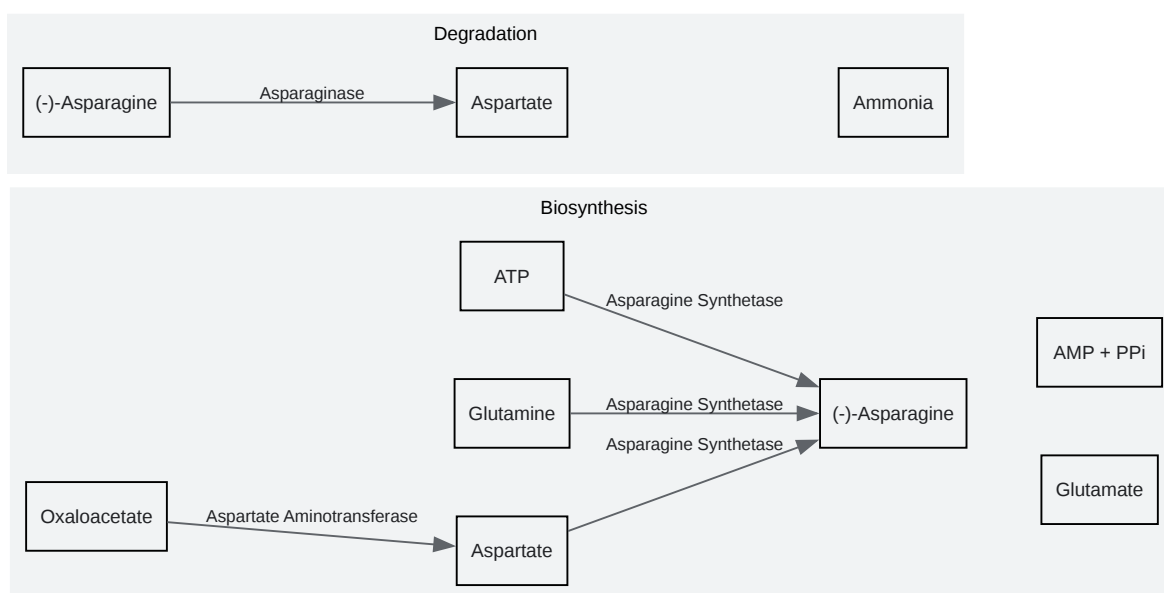 Degradation
(-)-Asparagine
Asparaginase
Aspartate
Ammonia
Biosynthesis
ATP
Asparagine Synthetase
AMP + PPi
Glutamine
Asparagine Synthetase
(-)-Asparagine
Asparagine Synthetase
Oxaloacetate
Aspartate Aminotransferase
Aspartate
Glutamate